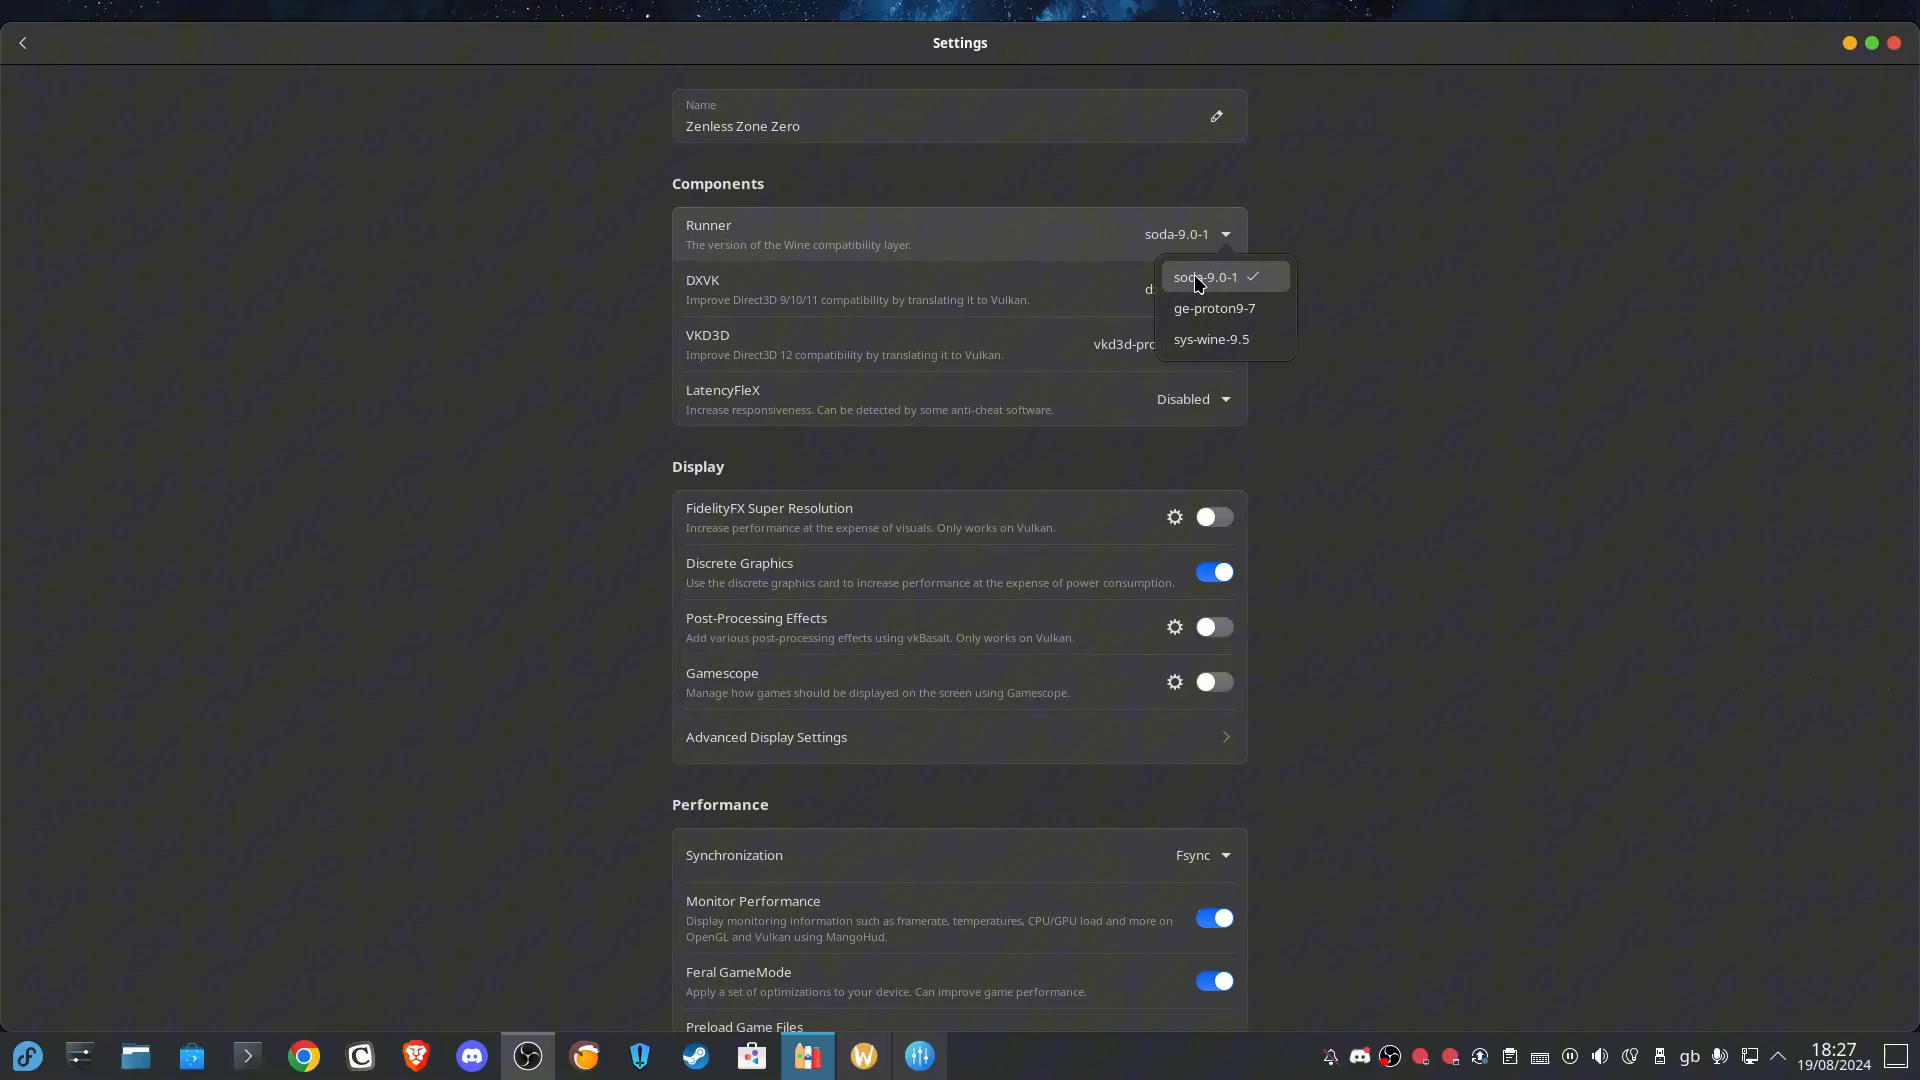 Settings
Name
Zenless Zone Zero
Components
Runner
The version of the Wine compatibility layer.
soda-9.0-1
soda-9.0-1
ge-proton9-7
sys-wine-9.5
DXVK
Improve Direct3D 9/10/11 compatibility by translating it to Vulkan.
VKD3D
Improve Direct3D 12 compatibility by translating it to Vulkan.
LatencyFleX
Increase responsiveness. Can be detected by some anti-cheat software.
Disabled
Display
FidelityFX Super Resolution
Increase performance at the expense of visuals. Only works on Vulkan.
Discrete Graphics
Use the discrete graphics card to increase performance at the expense of power consumption.
Post-Processing Effects
Add various post-processing effects using vkBasalt. Only works on Vulkan.
Gamescope
Manage how games should be displayed on the screen using Gamescope.
Advanced Display Settings
Performance
Synchronization
Fsync
Monitor Performance
Display monitoring information such as framerate, temperatures, CPU/GPU load and more on
OpenGL and Vulkan using MangoHud.
Feral GameMode
Apply a set of optimizations to your device. Can improve game performance.
Preload Game Files
gb
18:27
19/08/2024